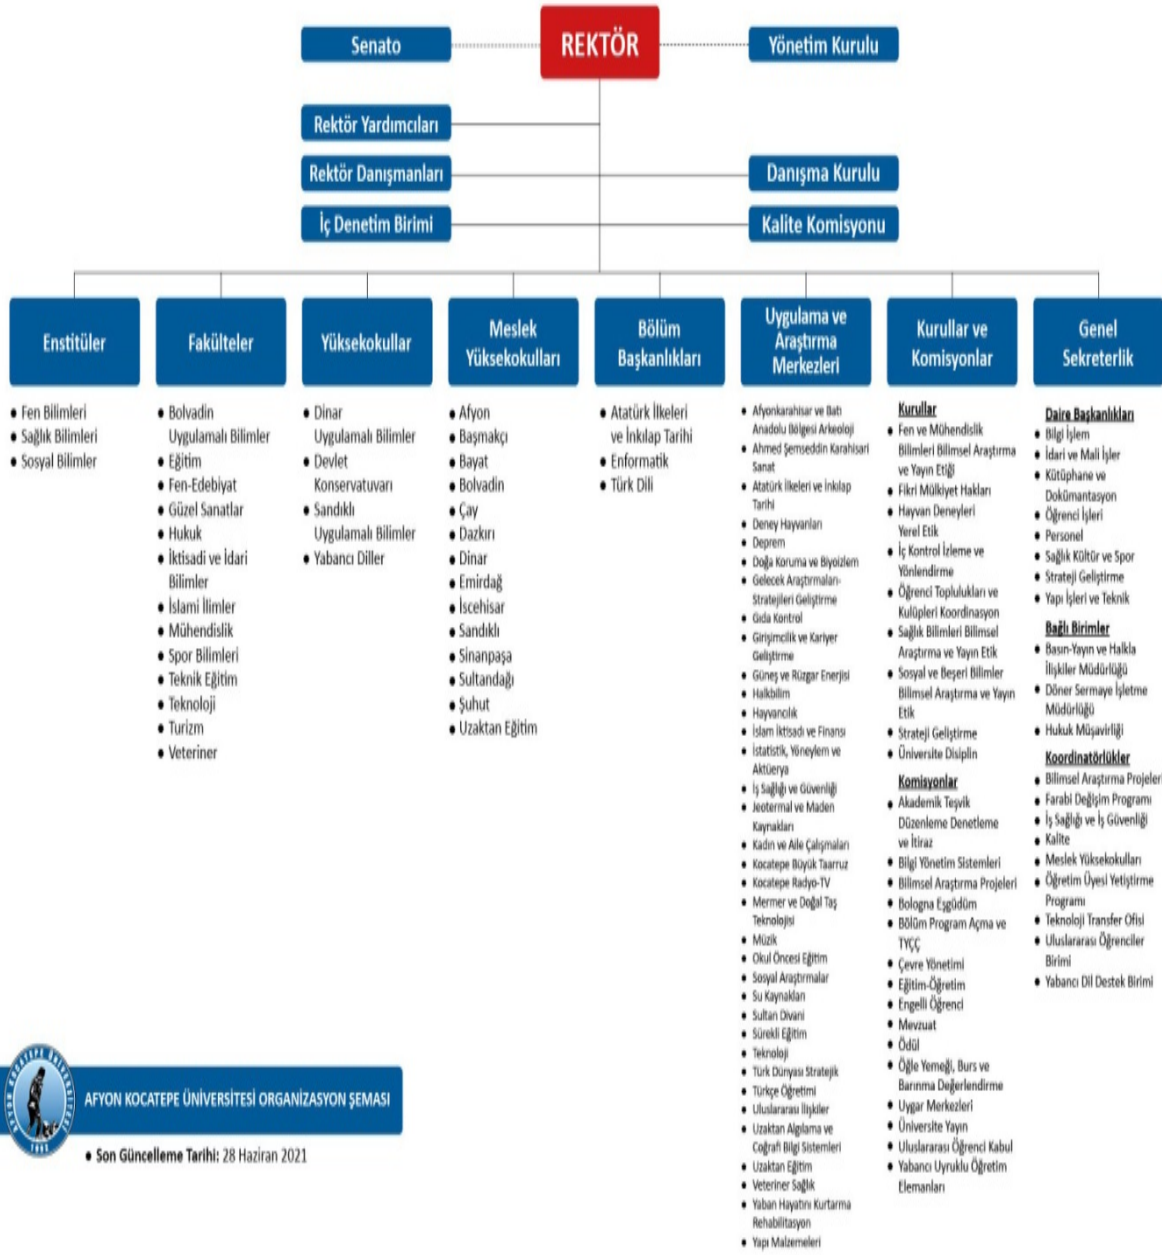 Senato
REKTÖR
Yönetim Kurulu
Rektör Yardımcıları
Rektör Danışmanları
Danışma Kurulu
İç Denetim Birimi
Kalite Komisyonu
Enstitüler
• Fen Bilimleri
• Sağlık Bilimleri
• Sosyal Bilimler
Fakülteler
• Bolvadin
Uygulamalı Bilimler
• Eğitim
• Fen-Edebiyat
• Güzel Sanatlar
• Hukuk
• İktisadi ve İdari
Bilimler
• İslami İlimler
• Mühendislik
• Spor Bilimleri
• Teknik Eğitim
• Teknoloji
• Turizm
• Veteriner
Yüksekokullar
• Dinar
Uygulamalı Bilimler
• Devlet
Konservatuvarı
• Sandıklı
Uygulamalı Bilimler
• Yabancı Diller
Meslek
Yüksekokulları
• Afyon
• Başmakçı
• Bayat
• Bolvadin
• Çay
• Dazkırı
• Dinar
• Emirdağ
• İscehisar
• Sandıklı
• Sinanpaşa
• Sultandağı
• Şuhut
• Uzaktan Eğitim
Bölüm
Başkanlıkları
• Atatürk İlkeleri
ve İnkılap Tarihi
• Enformatik
• Türk Dili
Uygulama ve
Araştırma
Merkezleri
• Afyonkarahisar ve Batı
Anadolu Bölgesi Arkeoloji
• Ahmed Şemseddin Karahisari
Sanat
• Atatürk İlkeleri ve İnkılap
Tarihi
• Deney Hayvanları
• Deprem
• Doğa Koruma ve Biyoizlem
• Gelecek Araştırmaları-
Stratejileri Geliştirme
• Gıda Kontrol
• Girişimcilik ve Kariyer
Geliştirme
• Güneş ve Rüzgar Enerjisi
• Halkbilim
• Hayvancılık
• İslam İktisadı ve Finansı
• İstatistik, Yöneylem ve
Aktüerya
• İş Sağlığı ve Güvenliği
• Jeotermal ve Maden
Kaynakları
• Kadın ve Aile Çalışmaları
• Kocatepe Büyük Taarruz
• Kocatepe Radyo-TV
• Mermer ve Doğal Taş
Teknolojisi
• Müzik
• Okul Öncesi Eğitim
• Sosyal Araştırmalar
• Su Kaynakları
• Sultan Divani
• Sürekli Eğitim
• Teknoloji
• Türk Dünyası Stratejik
• Türkçe Öğretimi
• Uluslararası İlişkiler
• Uzaktan Algılama ve
Coğrafi Bilgi Sistemleri
• Uzaktan Eğitim
• Veteriner Sağlık
• Yaban Hayatını Kurtarma
Rehabilitasyon
• Yapı Malzemeleri
Kurullar ve
Komisyonlar
Kurullar
• Fen ve Mühendislik
Bilimleri Bilimsel Araştırma
ve Yayın Etiği
• Fikri Mülkiyet Hakları
• Hayvan Deneyleri
Yerel Etik
• İç Kontrol İzleme ve
Yönlendirme
• Öğrenci Toplulukları ve
Kulüpleri Koordinasyon
• Sağlık Bilimleri Bilimsel
Araştırma ve Yayın Etik
• Sosyal ve Beşeri Bilimler
Bilimsel Araştırma ve Yayın
Etik
• Strateji Geliştirme
• Üniversite Disiplin
Komisyonlar
• Akademik Teşvik
Düzenleme Denetleme
ve İtiraz
• Bilgi Yönetim Sistemleri
• Bilimsel Araştırma Projeleri
• Bologna Eşgüdüm
• Bölüm Program Açma ve
TYÇÇ
• Çevre Yönetimi
• Eğitim-Öğretim
• Engelli Öğrenci
• Mevzuat
• Ödül
• Öğle Yemeği, Burs ve
Barınma Değerlendirme
• Uygar Merkezleri
• Üniversite Yayın
• Uluslararası Öğrenci Kabul
• Yabancı Uyruklu Öğretim
Elemanları
Genel
Sekreterlik
Daire Başkanlıkları
• Bilgi İşlem
• İdari ve Mali İşler
• Kütüphane ve
Dokümantasyon
• Öğrenci İşleri
• Personel
• Sağlık Kültür ve Spor
• Strateji Geliştirme
• Yapı İşleri ve Teknik
Bağlı Birimler
• Basın-Yayın ve Halkla
İlişkiler Müdürlüğü
• Döner Sermaye İşletme
Müdürlüğü
• Hukuk Müşavirliği
Koordinatörlükler
• Bilimsel Araştırma Projeleri
• Farabi Değişim Programı
• İş Sağlığı ve İş Güvenliği
• Kalite
• Meslek Yüksekokulları
• Öğretim Üyesi Yetiştirme
Programı
• Teknoloji Transfer Ofisi
• Uluslararası Öğrenciler
Birimi
• Yabancı Dil Destek Birimi
AFYON KOCATEPE ÜNİVERSİTESİ
1992
AFYON KOCATEPE ÜNİVERSİTESİ ORGANİZASYON ŞEMASI
• Son Güncelleme Tarihi: 28 Haziran 2021